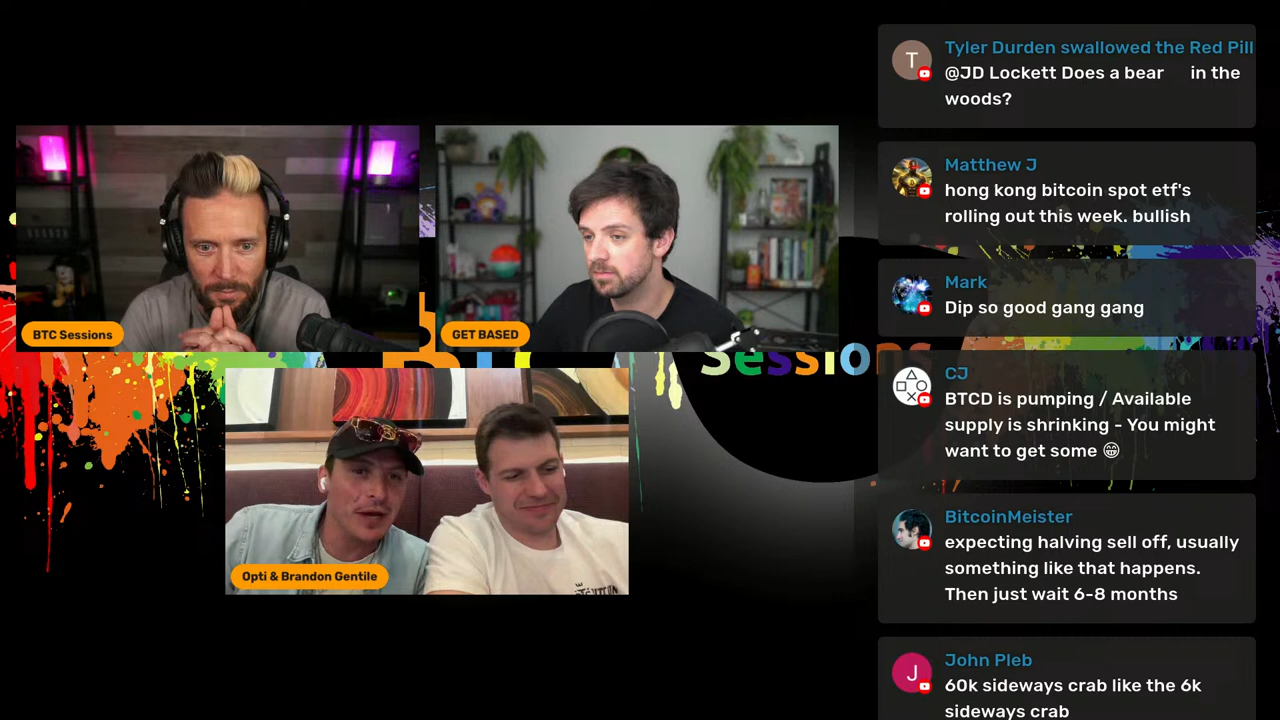 BTC Sessions
GET BASED
Sessions
Opti & Brandon Gentile
T
Tyler Durden swallowed the Red Pill
@JD Lockett Does a bear in the
woods?
Matthew J
hong kong bitcoin spot etf's
rolling out this week. bullish
Mark
Dip so good gang gang
CJ
BTCD is pumping / Available
supply is shrinking - You might
want to get some 😁
BitcoinMeister
expecting halving sell off, usually
something like that happens.
Then just wait 6-8 months
J
John Pleb
60k sideways crab like the 6k
sideways crab